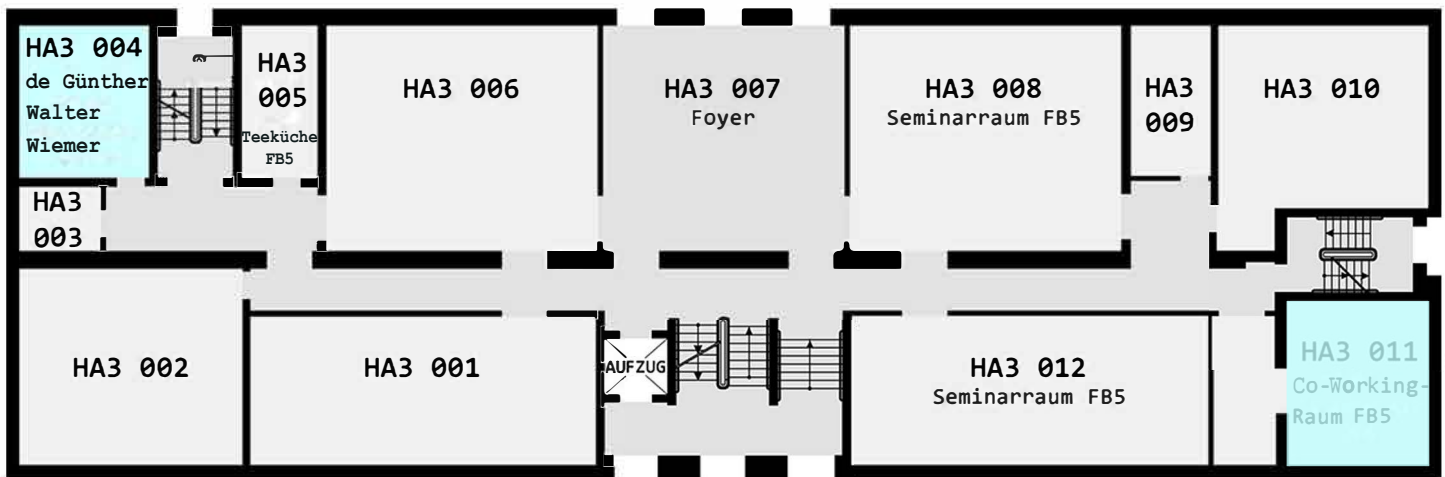 HA3 004
de Günther
Walter
Wiemer
HA3
005
Teeküche
FB5
HA3 006
HA3 007
Foyer
HA3 008
Seminarraum FB5
HA3
009
HA3 010
HA3
003
HA3 002
HA3 001
AUFZUG
HA3 012
Seminarraum FB5
HA3 011
Co-Working-
Raum FB5